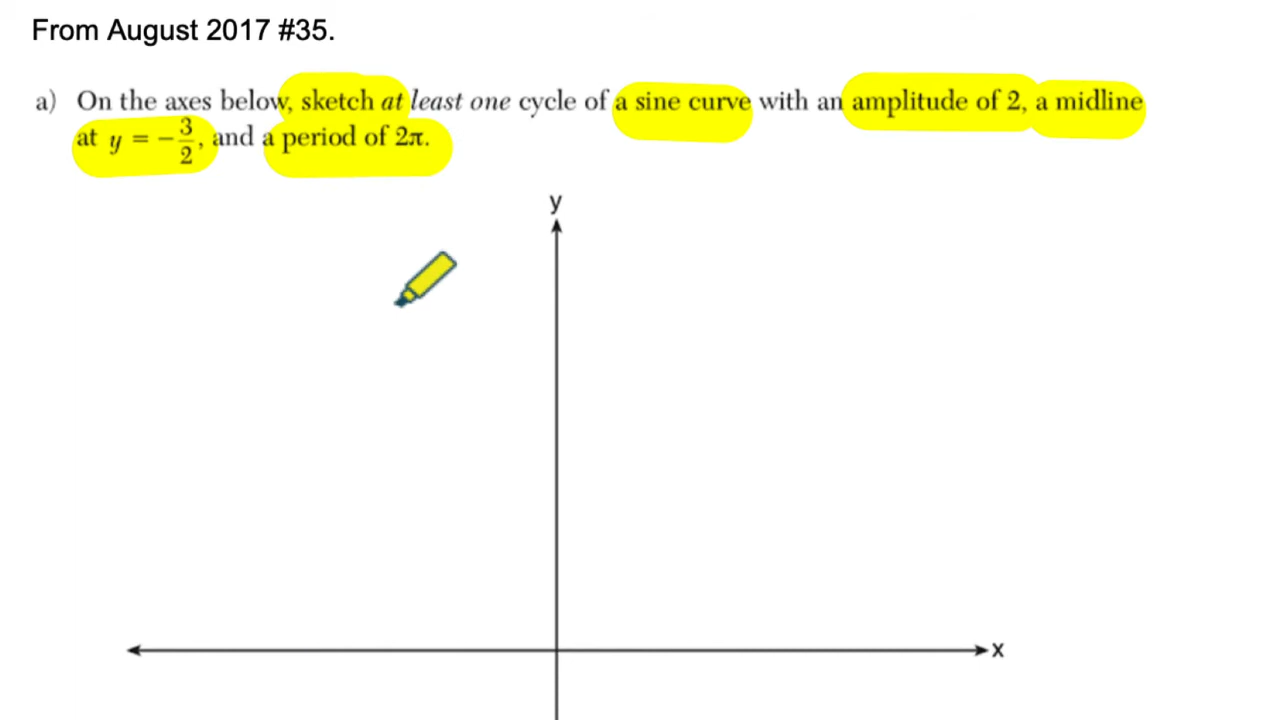 From August 2017 #35.
a) On the axes below, sketch at least one cycle of a sine curve with an amplitude of 2, a midline
at y = -3/2, and a period of 2π.
y
x